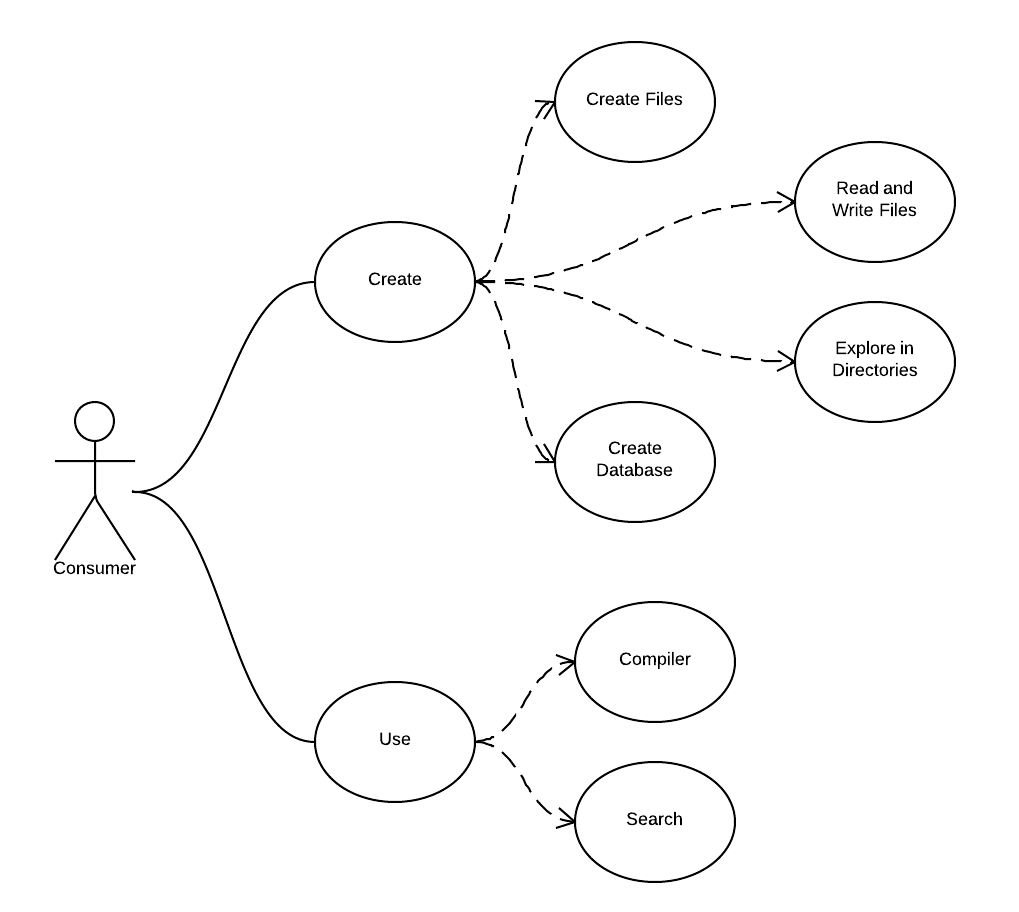 Create Files
Read and
Write Files
Create
Explore in
Directories
Create
Database
Consumer
Compiler
Use
Search